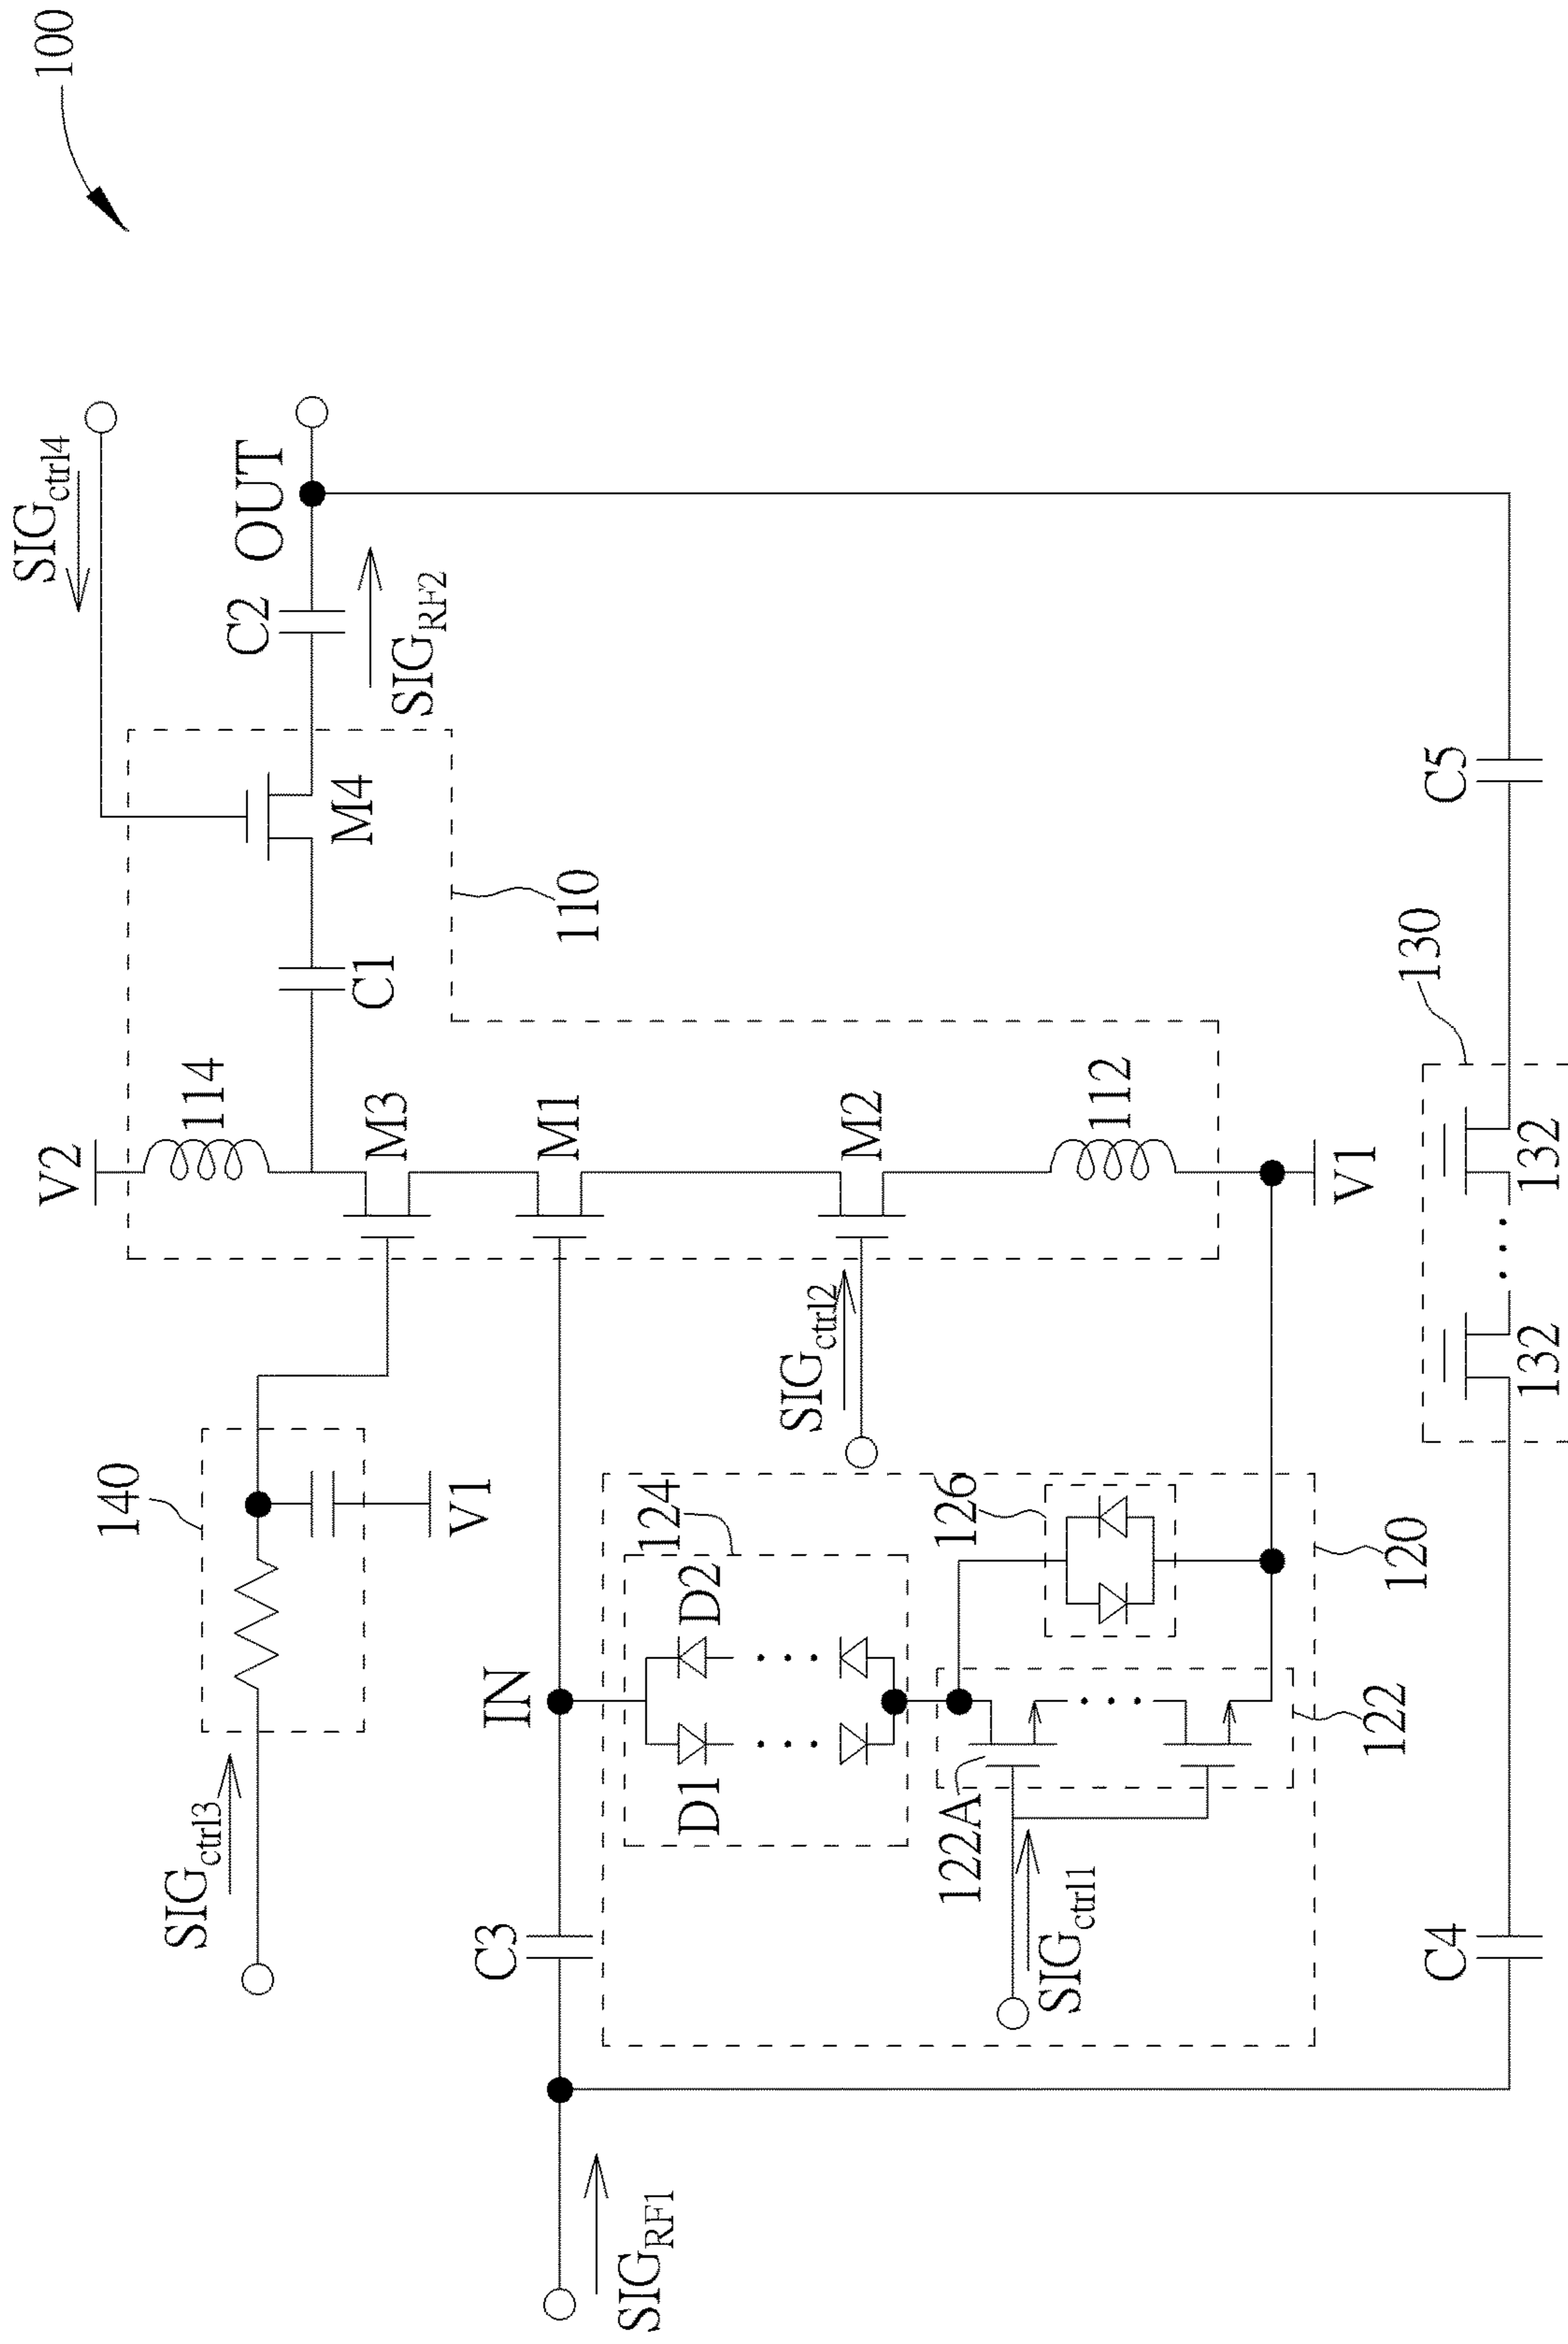 100
SIGctrl4
V2
114
OUT
C2
M4
C1
SIGRF2
110
M3
M1
M2
112
V1
140
V1
SIGctrl3
SIGctrl2
IN
C3
124
D1
D2
126
122A
122
SIGctrl1
120
SIGRF1
130
132
132
C4
C5